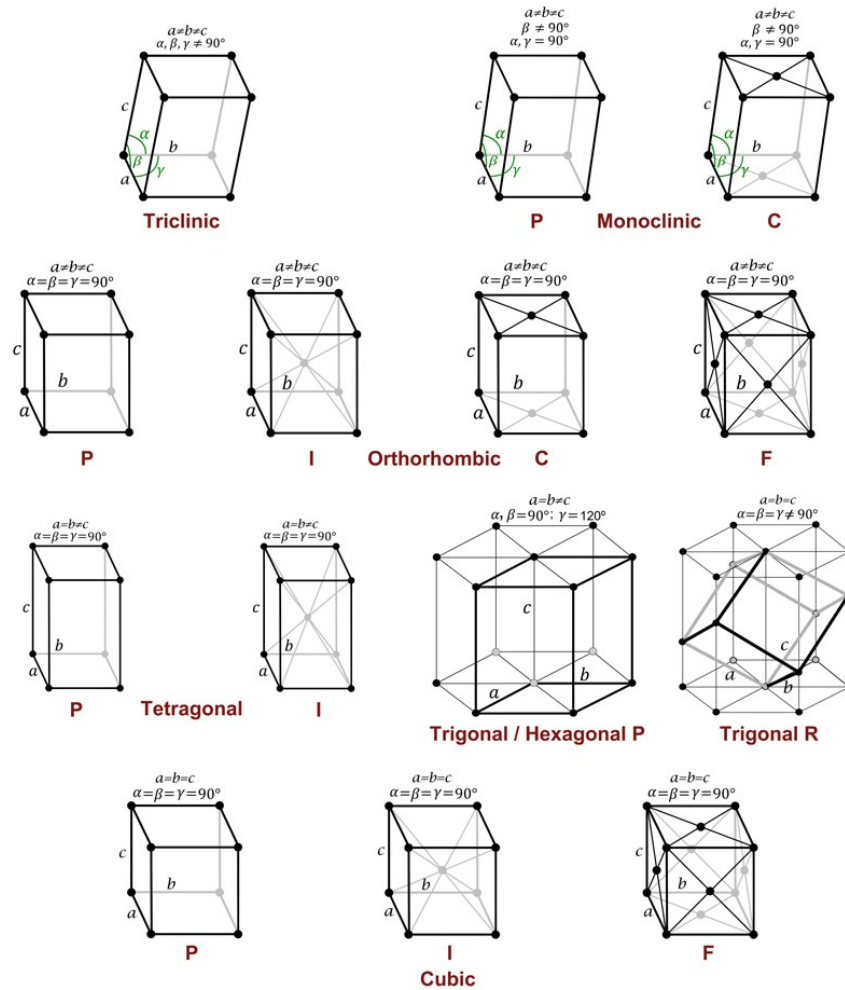 a≠b≠c
α, β, γ ≠ 90°
c
α
β
γ
b
a
Triclinic
a≠b≠c
β ≠ 90°
α, γ = 90°
c
α
β
γ
b
a
P
Monoclinic
a≠b≠c
β ≠ 90°
α, γ = 90°
c
α
β
γ
b
a
C
a≠b≠c
α=β=γ=90°
c
b
a
P
a≠b≠c
α=β=γ=90°
c
b
a
I
Orthorhombic
a≠b≠c
α=β=γ=90°
c
b
a
C
a≠b≠c
α=β=γ=90°
c
b
a
F
a=b≠c
α=β=γ=90°
c
b
a
P
Tetragonal
a=b≠c
α=β=γ=90°
c
b
a
I
a=b≠c
α, β=90°; γ=120°
c
a
b
Trigonal / Hexagonal P
a=b=c
α=β=γ≠90°
c
a
b
Trigonal R
a=b=c
α=β=γ=90°
c
b
a
P
a=b=c
α=β=γ=90°
c
b
a
I
Cubic
a=b=c
α=β=γ=90°
c
b
a
F